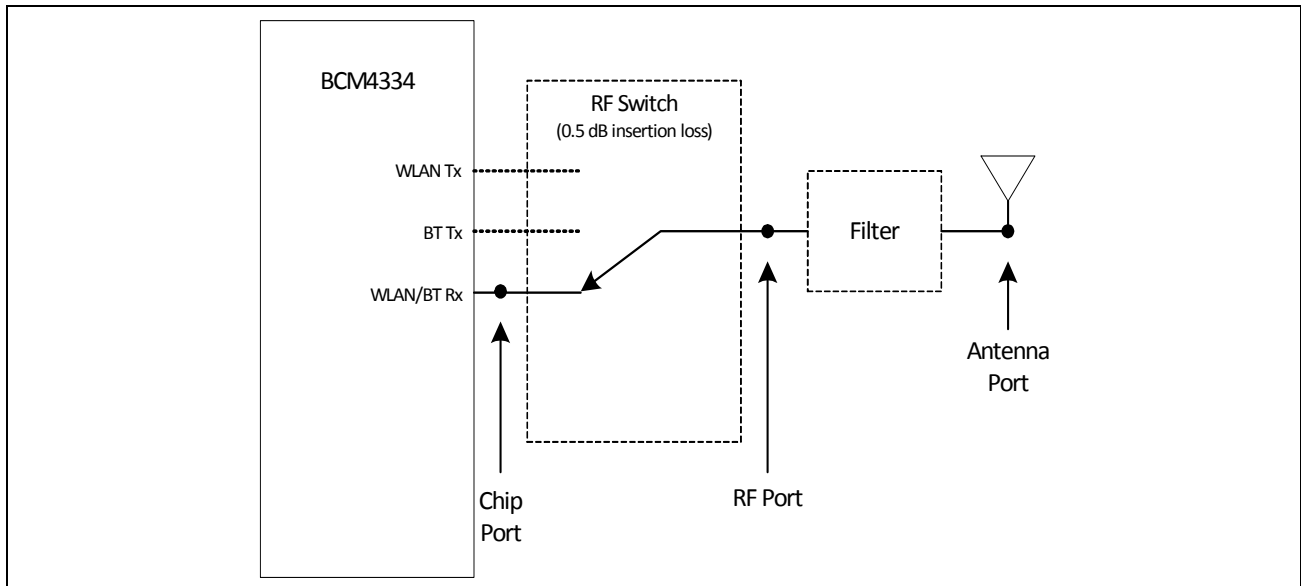 BCM4334
RF Switch
(0.5 dB insertion loss)
WLAN Tx
BT Tx
Filter
WLAN/BT Rx
Antenna
Port
Chip
Port
RF Port